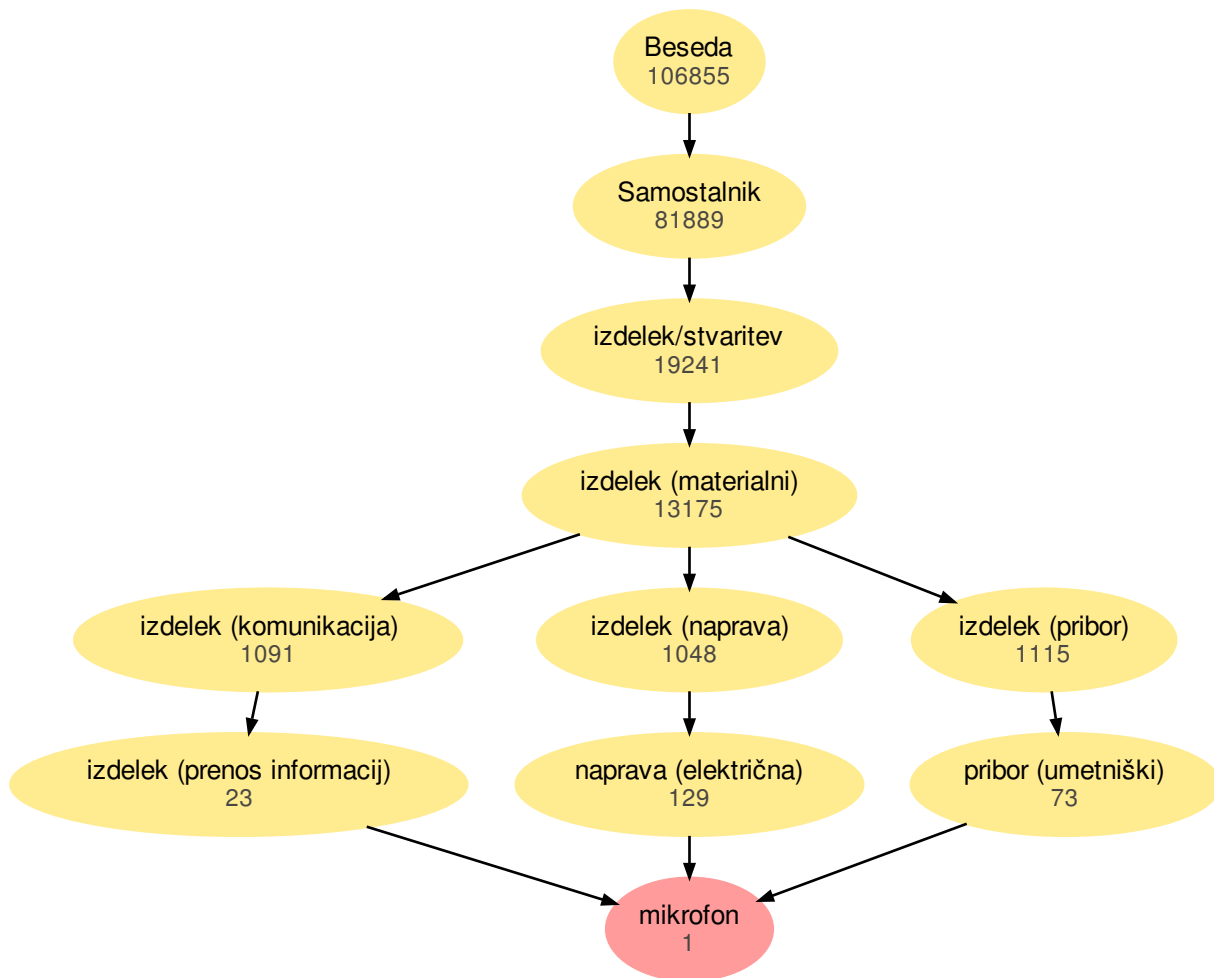 Beseda
106855
Samostalnik
81889
izdelek/stvaritev
19241
izdelek (materialni)
13175
izdelek (komunikacija)
1091
izdelek (naprava)
1048
izdelek (pribor)
1115
izdelek (prenos informacij)
23
naprava (električna)
129
pribor (umetniški)
73
mikrofon
1